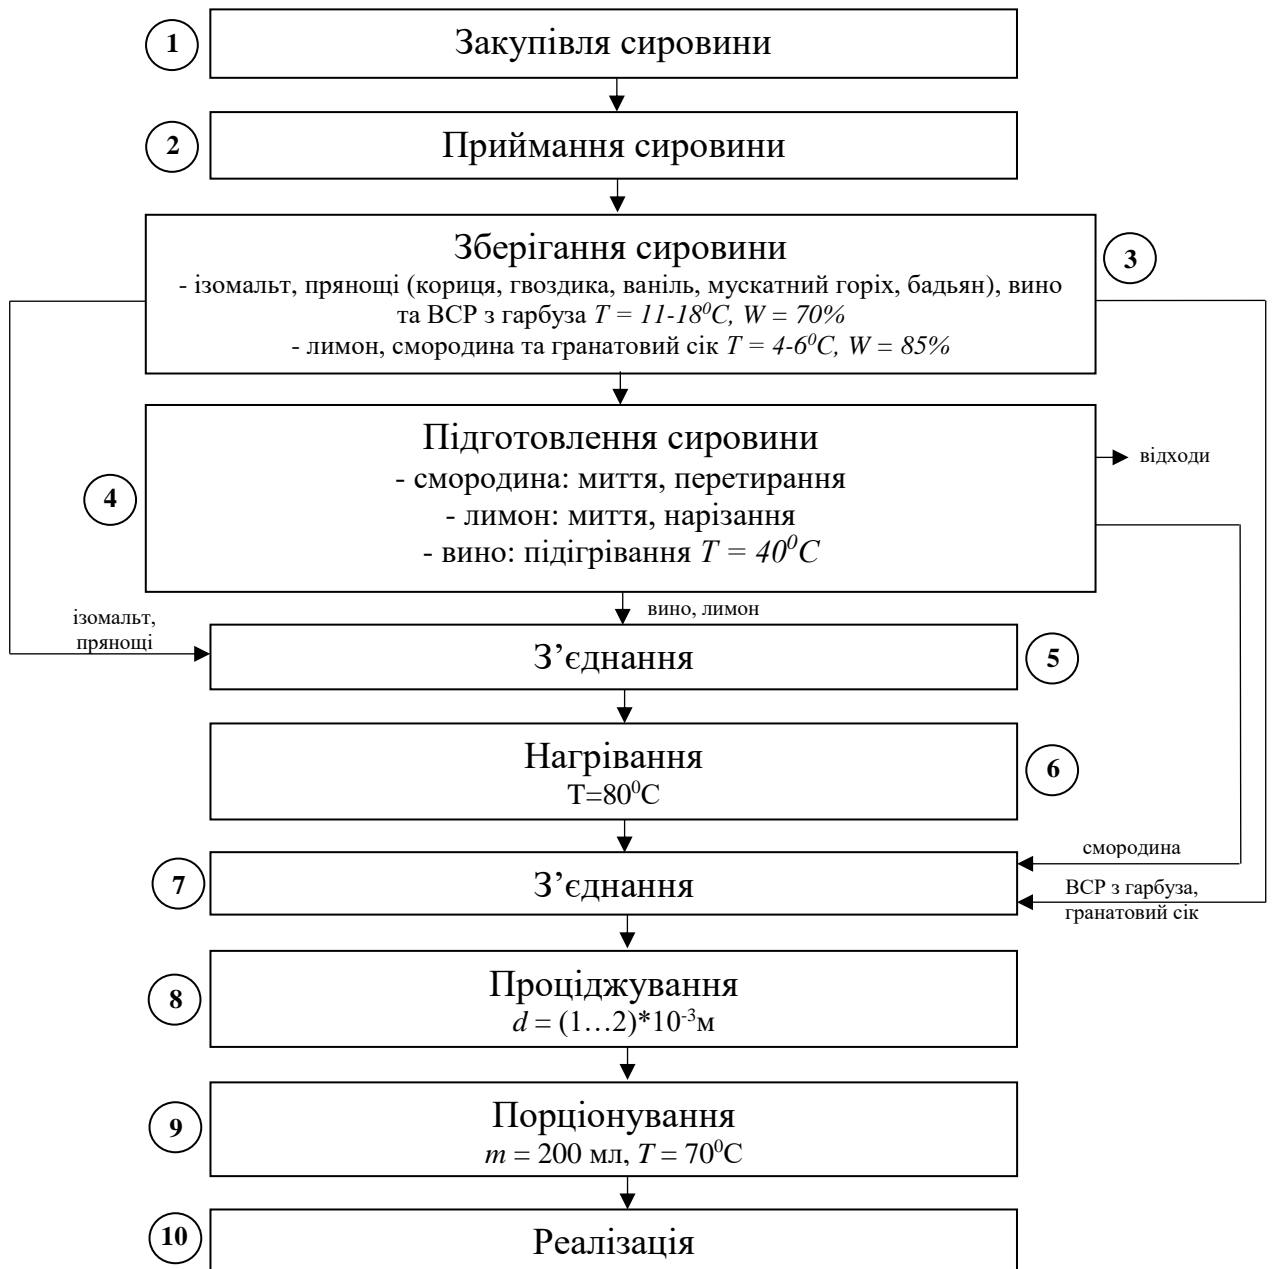 1
Закупівля сировини
2
Приймання сировини
Зберігання сировини
3
- ізомальт, прянощі (кориця, гвоздика, ваніль, мускатний горіх, бадьян), вино
та ВСР з гарбуза T = 11-18⁰C, W = 70%
- лимон, смородина та гранатовий сік T = 4-6⁰C, W = 85%
Підготовлення сировини
- смородина: миття, перетирання
- лимон: миття, нарізання
- вино: підігрівання T = 40⁰C
4
відходи
вино, лимон
ізомальт,
прянощі
З’єднання
5
Нагрівання
T=80⁰C
6
7
З’єднання
смородина
ВСР з гарбуза,
гранатовий сік
8
Проціджування
d = (1…2)*10⁻³м
9
Порціонування
m = 200 мл, T = 70⁰C
10
Реалізація